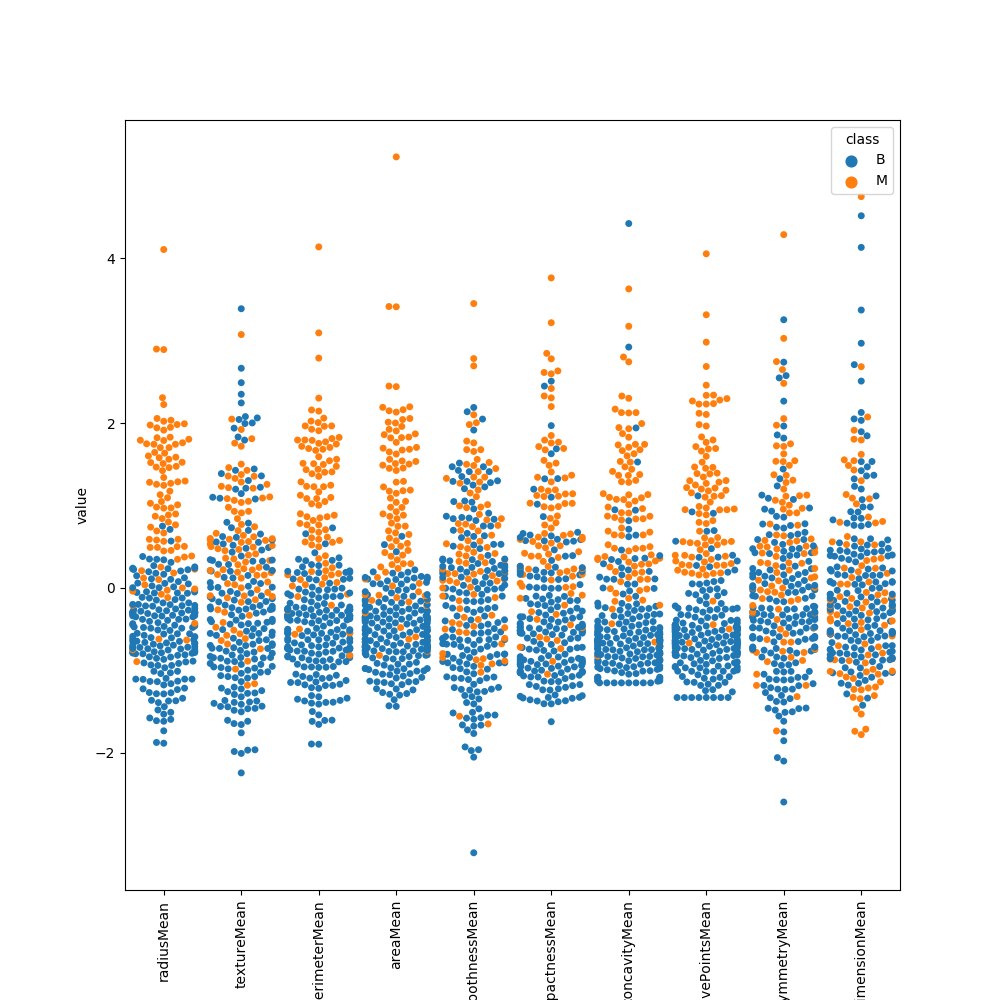 class
B
M
4
2
0
−2
value
radiusMean
textureMean
erimeterMean
areaMean
oothnessMean
pactnessMean
oncavityMean
vePointsMean
ymmetryMean
imensionMean